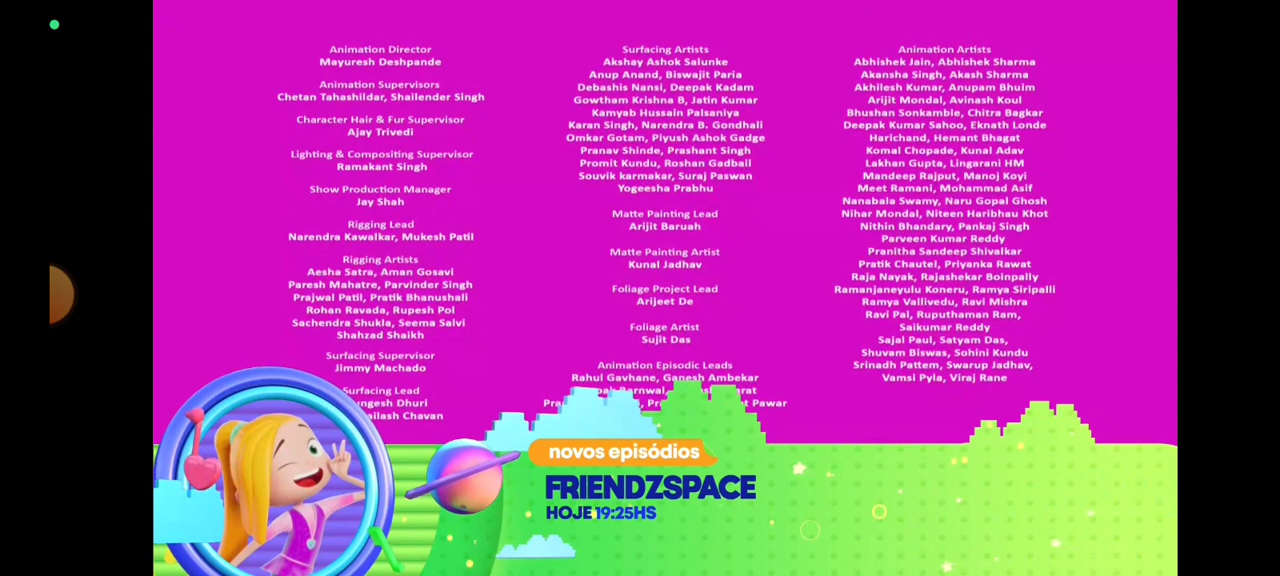 Animation Director
Mayuresh Deshpande
Animation Supervisors
Chetan Tahashildar, Shailender Singh
Character Hair & Fur Supervisor
Ajay Trivedi
Lighting & Compositing Supervisor
Ramakant Singh
Show Production Manager
Jay Shah
Rigging Lead
Narendra Kawalkar, Mukesh Patil
Rigging Artists
Aesha Satra, Aman Gosavi
Paresh Mahatre, Parvinder Singh
Prajwal Patil, Pratik Bhanushali
Rohan Ravada, Rupesh Pol
Sachendra Shukla, Seema Salvi
Shahzad Shaikh
Surfacing Supervisor
Jimmy Machado
Surfacing Lead
Dhuri
Chavan
Surfacing Artists
Akshay Ashok Salunke
Anup Anand, Biswajit Paria
Debashis Nansi, Deepak Kadam
Gowtham Krishna B, Jatin Kumar
Kamyab Hussain Palsaniya
Karan Singh, Narendra B. Gondhali
Omkar Gotam, Piyush Ashok Gadge
Pranav Shinde, Prashant Singh
Promit Kundu, Roshan Gadbail
Souvik karmakar, Suraj Paswan
Yogeesha Prabhu
Matte Painting Lead
Arijit Baruah
Matte Painting Artist
Kunal Jadhav
Foliage Project Lead
Arijeet De
Foliage Artist
Sujit Das
Animation Episodic Leads
Rahul Gavhane, Ganesh Ambekar
Pawar
Animation Artists
Abhishek Jain, Abhishek Sharma
Akansha Singh, Akash Sharma
Akhilesh Kumar, Anupam Bhuim
Arijit Mondal, Avinash Koul
Bhushan Sonkamble, Chitra Bagkar
Deepak Kumar Sahoo, Eknath Londe
Harichand, Hemant Bhagat
Komal Chopade, Kunal Adav
Lakhan Gupta, Lingarani HM
Mandeep Rajput, Manoj Koyi
Meet Ramani, Mohammad Asif
Nanabala Swamy, Naru Gopal Ghosh
Nihar Mondal, Niteen Haribhau Khot
Nithin Bhandary, Pankaj Singh
Parveen Kumar Reddy
Pranitha Sandeep Shivalkar
Pratik Chautel, Priyanka Rawat
Raja Nayak, Rajashekar Boinpally
Ramanjaneyulu Koneru, Ramya Siripalli
Ramya Vallivedu, Ravi Mishra
Ravi Pal, Ruputhaman Ram,
Saikumar Reddy
Sajal Paul, Satyam Das,
Shuvam Biswas, Sohini Kundu
Srinadh Pattem, Swarup Jadhav,
Vamsi Pyla, Viraj Rane
novos episódios
FRIENDZSPACE
HOJE 19:25HS